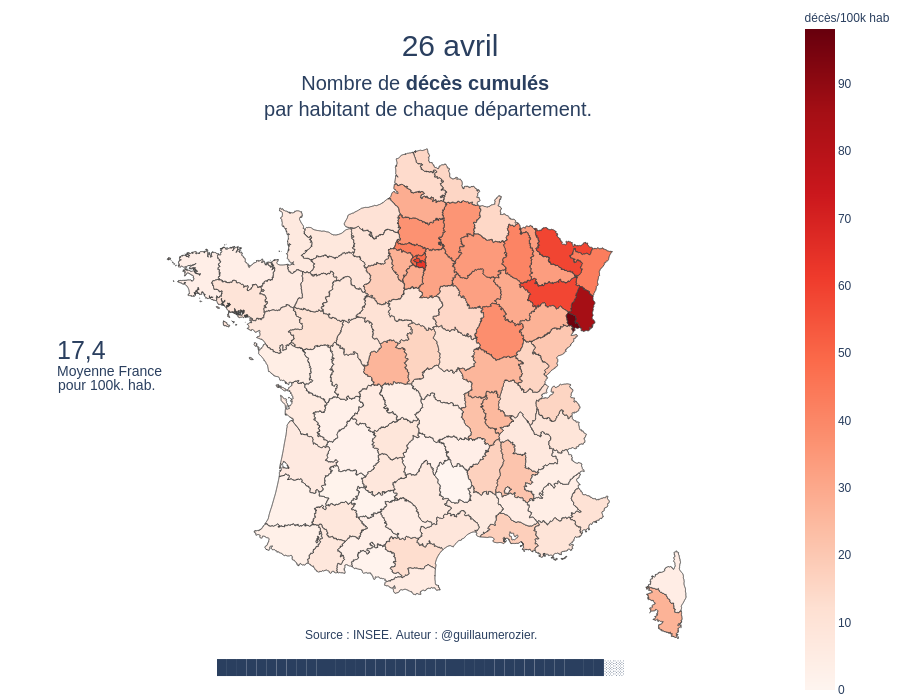 décès/100k hab
26 avril
Nombre de décès cumulés
par habitant de chaque département.
90
80
70
60
50
40
30
20
10
0
17,4
Moyenne France
pour 100k. hab.
Source : INSEE. Auteur : @guillaumerozier.